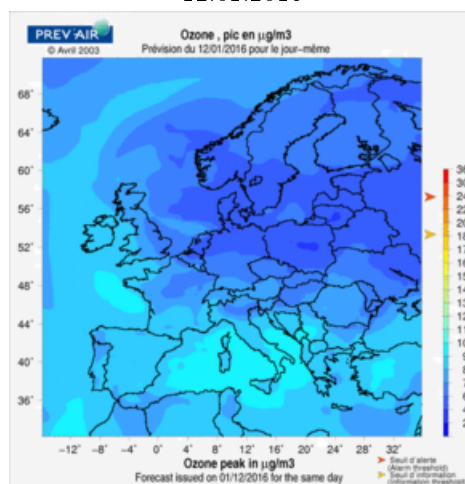 PREV'AIR
© Avril 2003
Ozone , pic en µg/m3
Prévision du 12/01/2016 pour le jour-même
68°
64°
60°
56°
52°
48°
44°
40°
36°
-12° -8° -4° 0° 4° 8° 12° 16° 20° 24° 28° 32°
Ozone peak in µg/m3
Forecast issued on 01/12/2016 for the same day
Seuil d'alerte
(Alarm threshold)
Seuil d'information
(Information threshold)